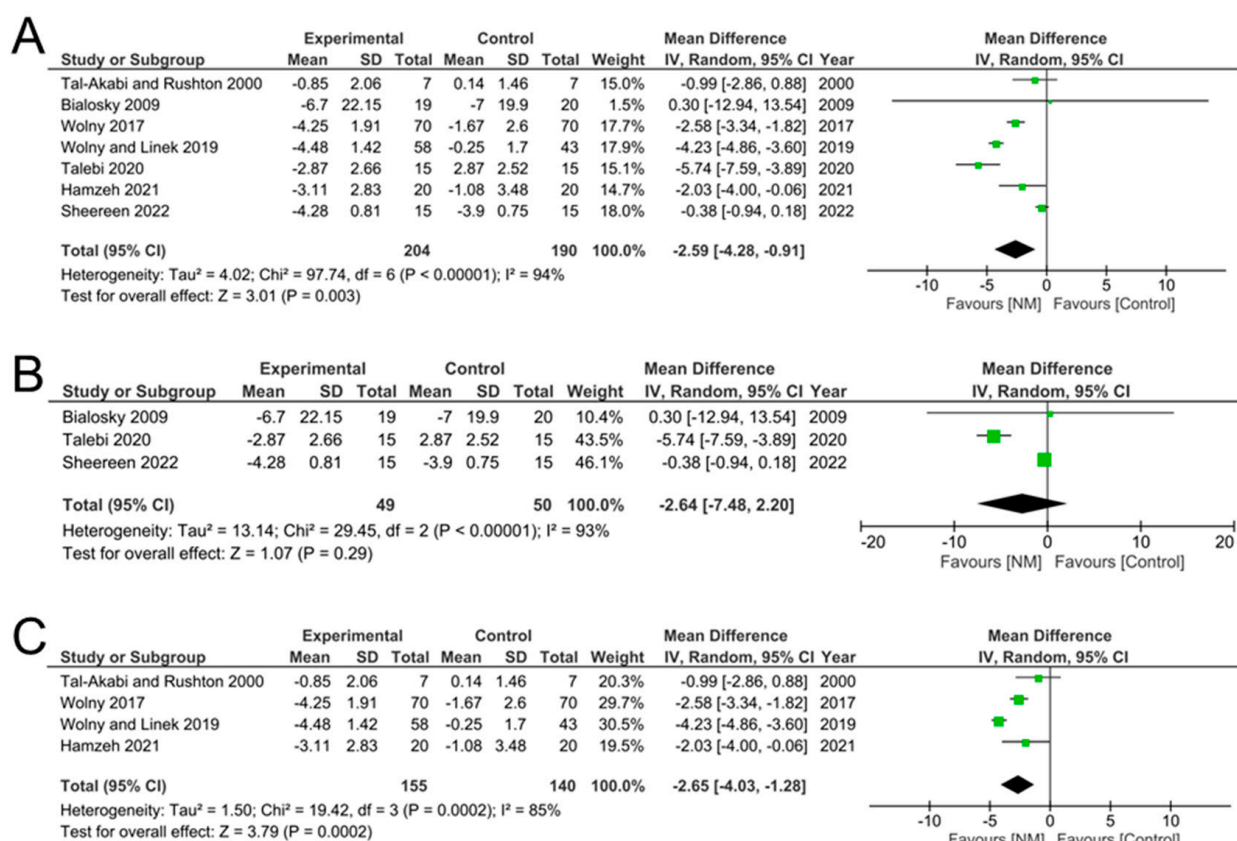 A
Experimental Control Mean Difference Mean Difference
Study or Subgroup Mean SD Total Mean SD Total Weight IV, Random, 95% CI Year IV, Random, 95% CI
Tal-Akabi and Rushton 2000 -0.85 2.06 7 0.14 1.46 7 15.0% -0.99 [-2.86, 0.88] 2000
Bialosky 2009 -6.7 22.15 19 -7 19.9 20 1.5% 0.30 [-12.94, 13.54] 2009
Wolny 2017 -4.25 1.91 70 -1.67 2.6 70 17.7% -2.58 [-3.34, -1.82] 2017
Wolny and Linek 2019 -4.48 1.42 58 -0.25 1.7 43 17.9% -4.23 [-4.86, -3.60] 2019
Talebi 2020 -2.87 2.66 15 2.87 2.52 15 15.1% -5.74 [-7.59, -3.89] 2020
Hamzeh 2021 -3.11 2.83 20 -1.08 3.48 20 14.7% -2.03 [-4.00, -0.06] 2021
Sheereen 2022 -4.28 0.81 15 -3.9 0.75 15 18.0% -0.38 [-0.94, 0.18] 2022
Total (95% CI) 204 190 100.0% -2.59 [-4.28, -0.91]
Heterogeneity: Tau² = 4.02; Chi² = 97.74, df = 6 (P < 0.00001); I² = 94%
Test for overall effect: Z = 3.01 (P = 0.003)
-10 -5 0 5 10
Favours [NM] Favours [Control]
B
Experimental Control Mean Difference Mean Difference
Study or Subgroup Mean SD Total Mean SD Total Weight IV, Random, 95% CI Year IV, Random, 95% CI
Bialosky 2009 -6.7 22.15 19 -7 19.9 20 10.4% 0.30 [-12.94, 13.54] 2009
Talebi 2020 -2.87 2.66 15 2.87 2.52 15 43.5% -5.74 [-7.59, -3.89] 2020
Sheereen 2022 -4.28 0.81 15 -3.9 0.75 15 46.1% -0.38 [-0.94, 0.18] 2022
Total (95% CI) 49 50 100.0% -2.64 [-7.48, 2.20]
Heterogeneity: Tau² = 13.14; Chi² = 29.45, df = 2 (P < 0.00001); I² = 93%
Test for overall effect: Z = 1.07 (P = 0.29)
-20 -10 0 10 20
Favours [NM] Favours [Control]
C
Experimental Control Mean Difference Mean Difference
Study or Subgroup Mean SD Total Mean SD Total Weight IV, Random, 95% CI Year IV, Random, 95% CI
Tal-Akabi and Rushton 2000 -0.85 2.06 7 0.14 1.46 7 20.3% -0.99 [-2.86, 0.88] 2000
Wolny 2017 -4.25 1.91 70 -1.67 2.6 70 29.7% -2.58 [-3.34, -1.82] 2017
Wolny and Linek 2019 -4.48 1.42 58 -0.25 1.7 43 30.5% -4.23 [-4.86, -3.60] 2019
Hamzeh 2021 -3.11 2.83 20 -1.08 3.48 20 19.5% -2.03 [-4.00, -0.06] 2021
Total (95% CI) 155 140 100.0% -2.65 [-4.03, -1.28]
Heterogeneity: Tau² = 1.50; Chi² = 19.42, df = 3 (P = 0.0002); I² = 85%
Test for overall effect: Z = 3.79 (P = 0.0002)
-10 -5 0 5 10
Favours [NM] Favours [Control]